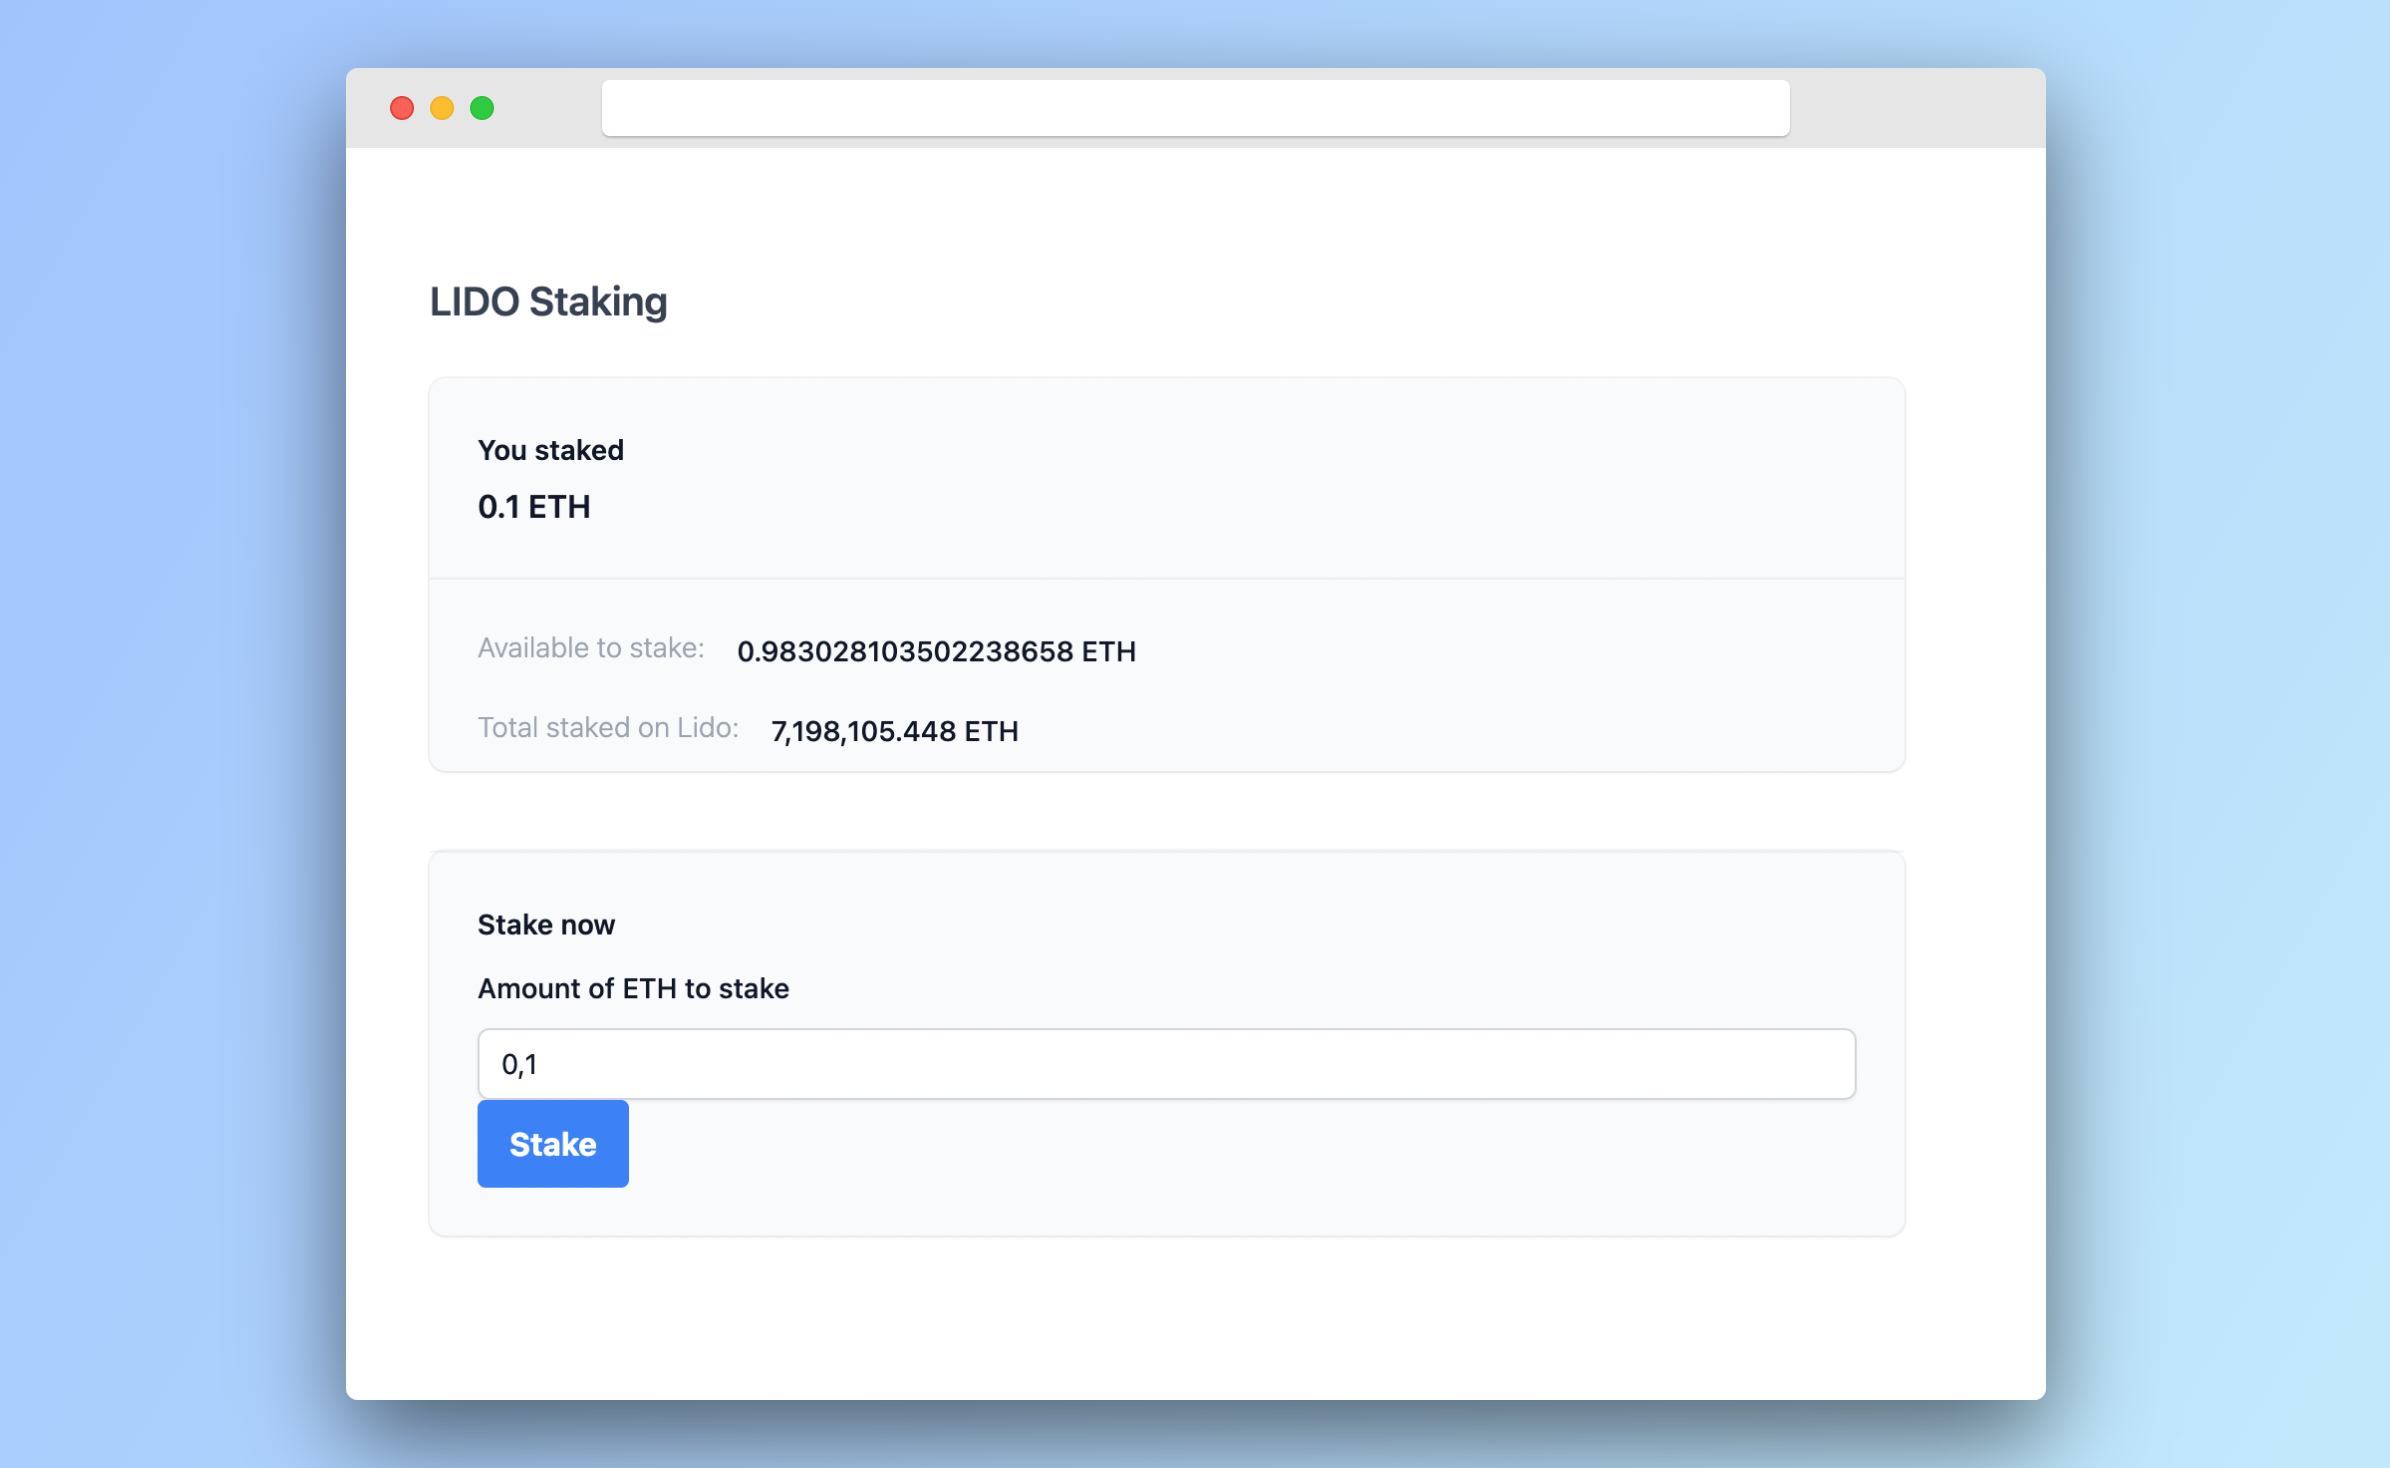 LIDO Staking
You staked
0.1 ETH
Available to stake: 0.983028103502238658 ETH
Total staked on Lido: 7,198,105.448 ETH
Stake now
Amount of ETH to stake
0,1
Stake